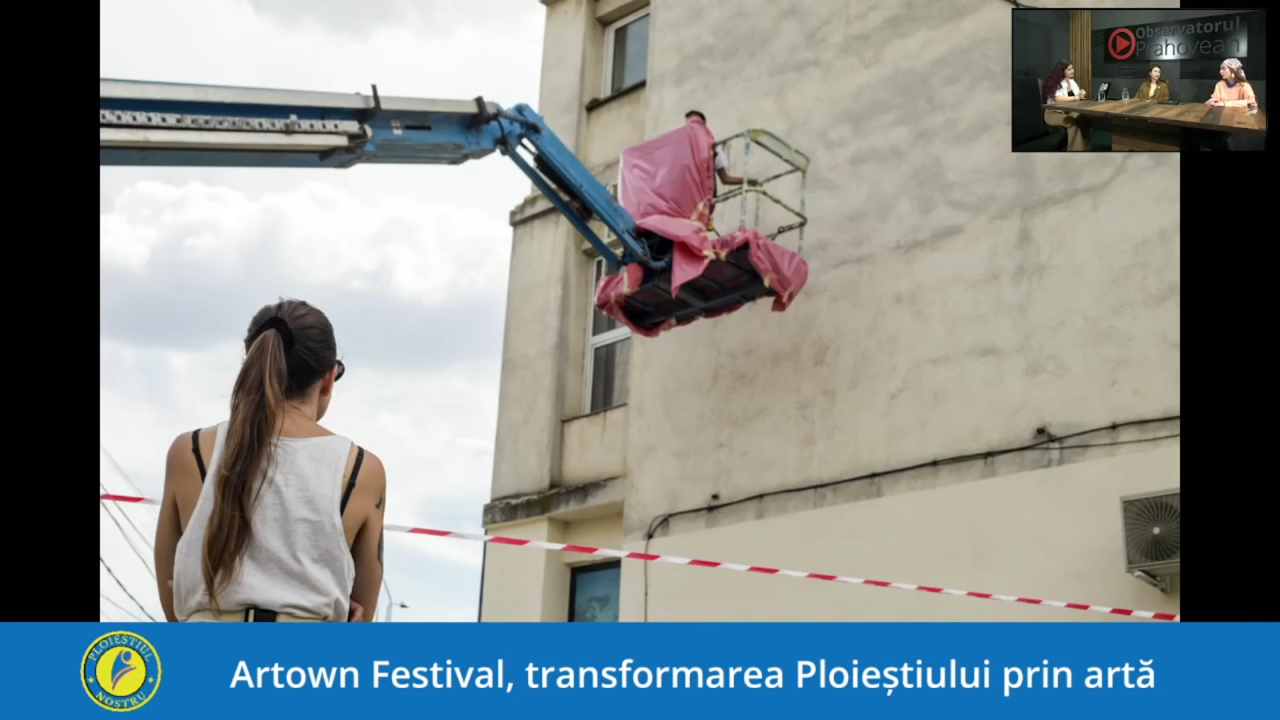 Observatorul
Prahovean
PLOIEȘTIUL
NOSTRU
Artown Festival, transformarea Ploieștiului prin artă